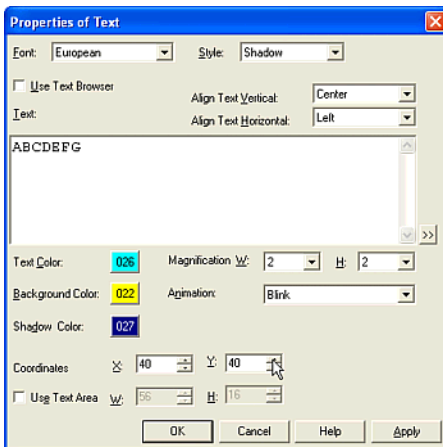 Properties of Text
Font: European Style: Shadow
Use Text Browser
Align Text Vertical: Center
Text: Align Text Horizontal: Left
ABCDEFG
>>
Text Color: 026 Magnification W: 2 H: 2
Background Color: 022 Animation: Blink
Shadow Color: 027
Coordinates X: 40 Y: 40
Use Text Area W: 56 H: 16
OK Cancel Help Apply